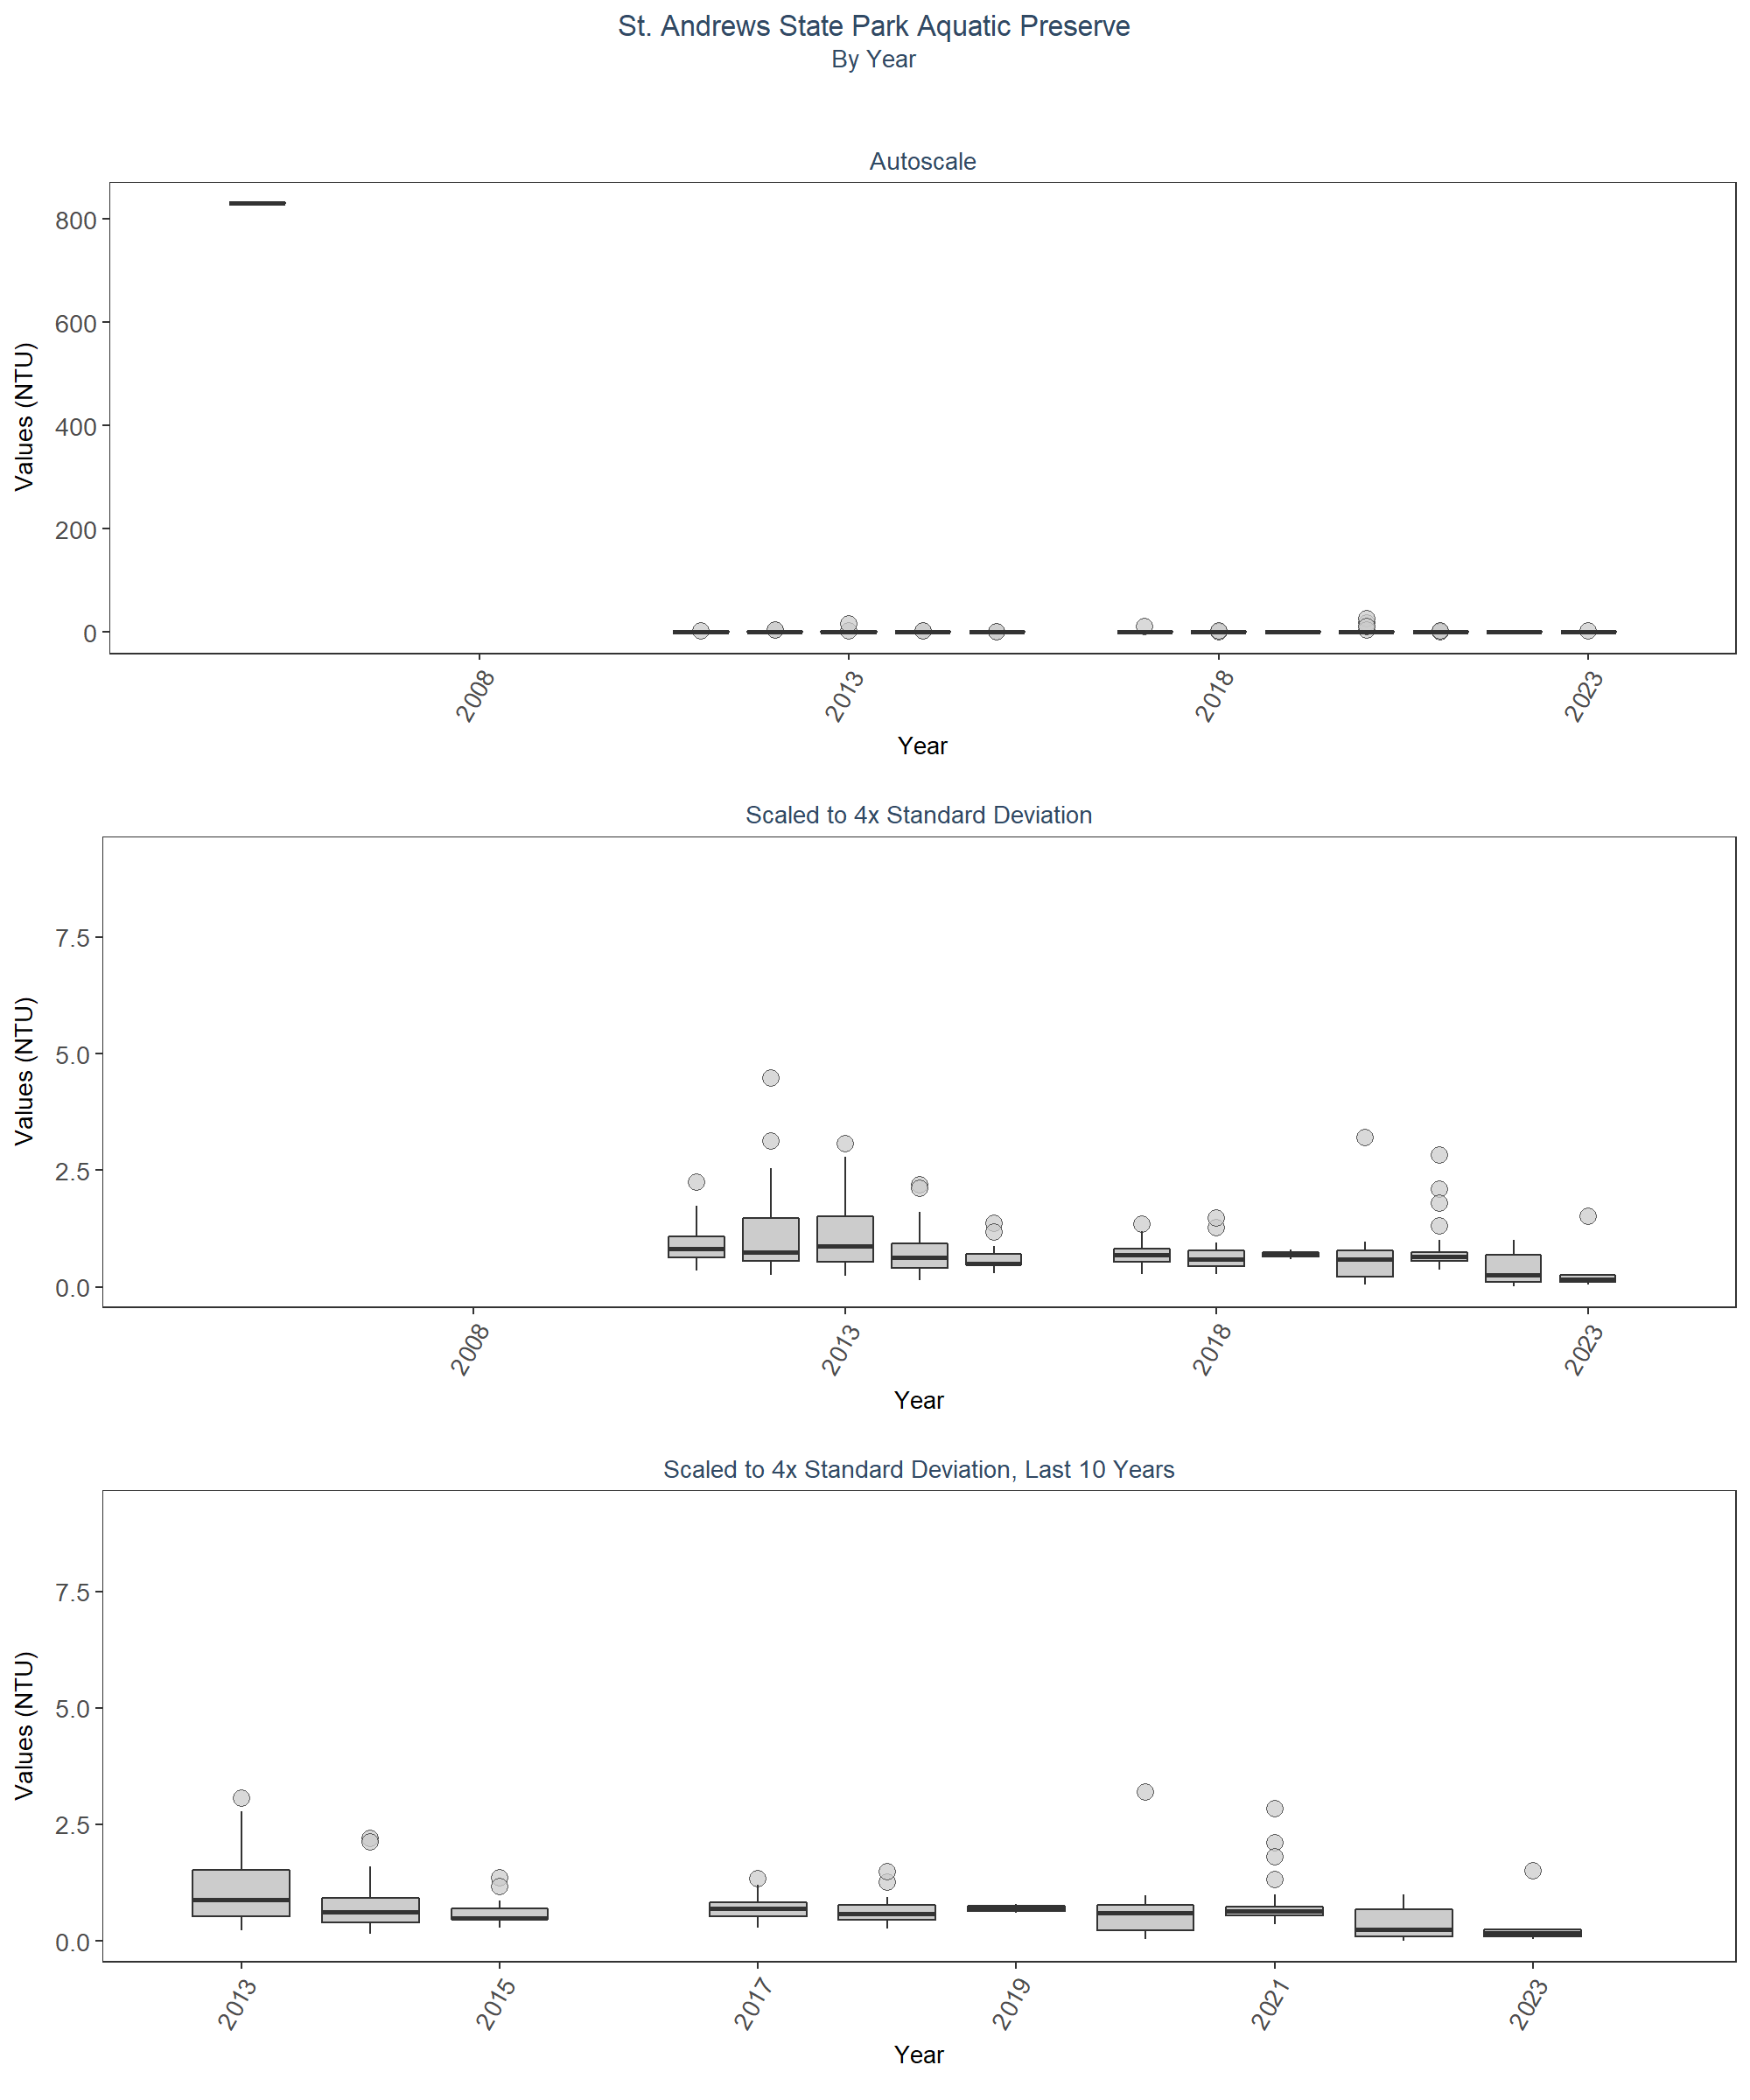 St. Andrews State Park Aquatic Preserve
By Year
Autoscale
Values (NTU)
800
600
400
200
0
2008
2013
2018
2023
Year
Scaled to 4x Standard Deviation
Values (NTU)
7.5
5.0
2.5
0.0
2008
2013
2018
2023
Year
Scaled to 4x Standard Deviation, Last 10 Years
Values (NTU)
7.5
5.0
2.5
0.0
2013
2015
2017
2019
2021
2023
Year